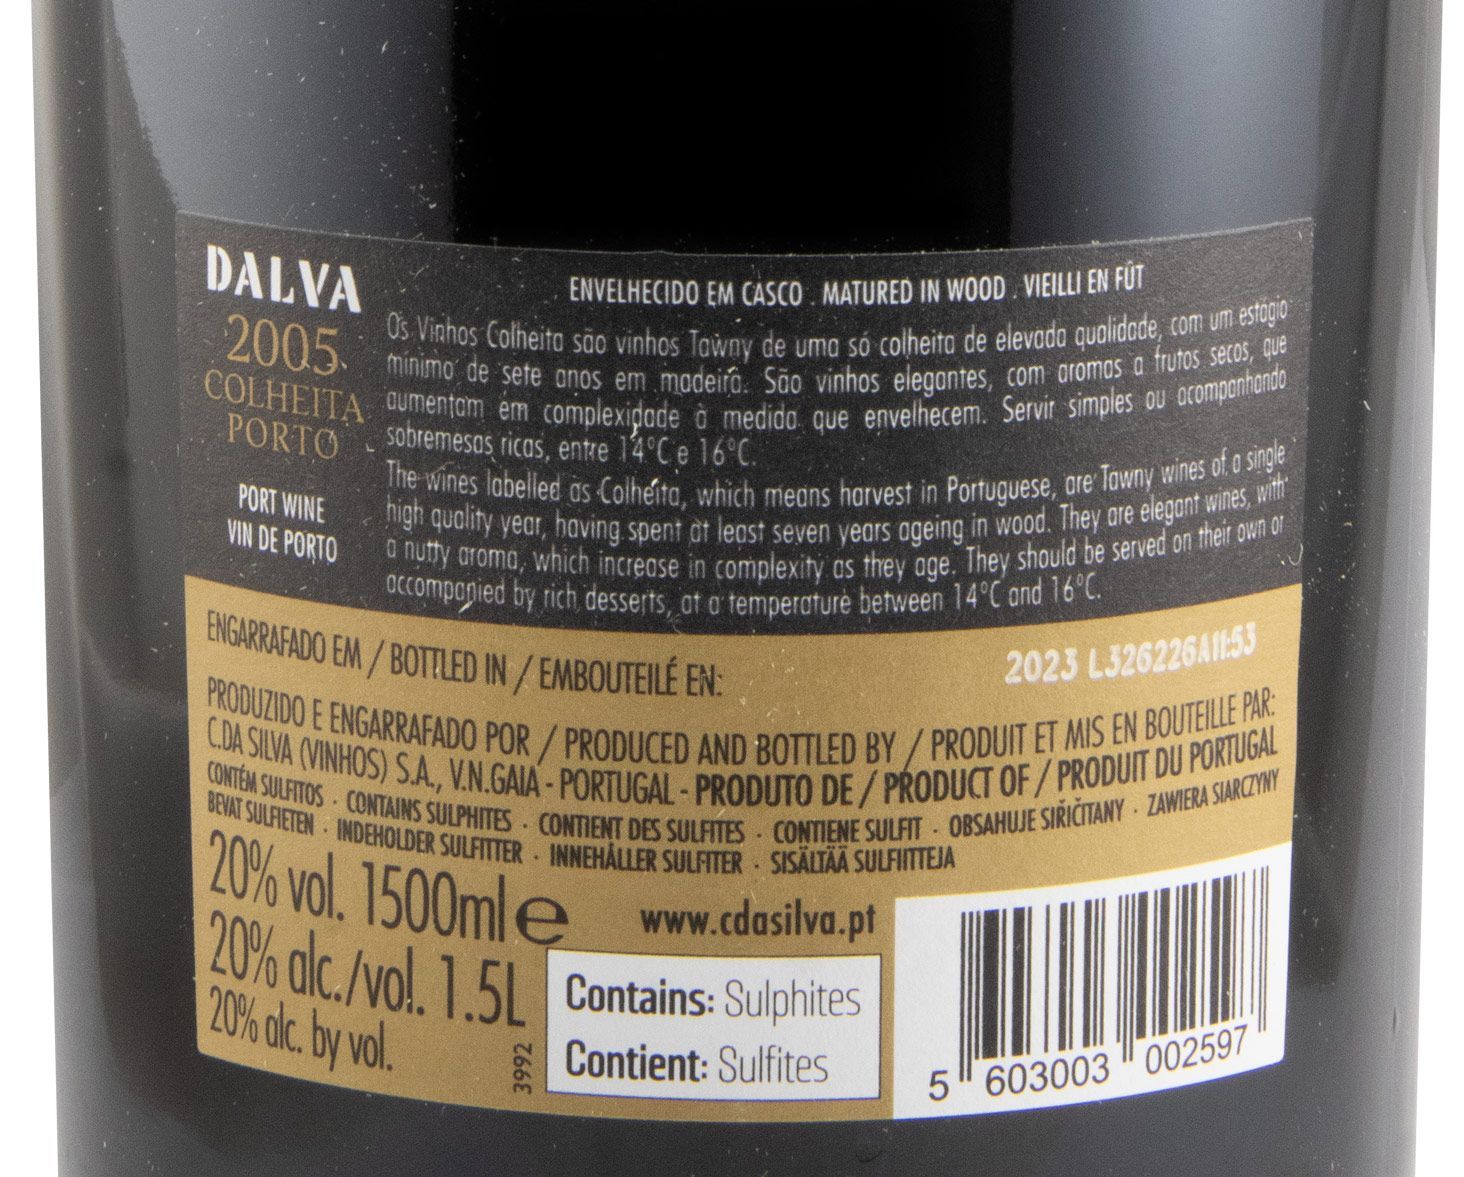 DALVA
2005
COLHEITA
PORTO
PORT WINE
VIN DE PORTO
ENVELHECIDO EM CASCO . MATURED IN WOOD . VIEILLI EN FÛT
Os Vinhos Colheita são vinhos Tawny de uma só colheita de elevada qualidade, com um estágio
mínimo de sete anos em madeira. São vinhos elegantes, com aromas a frutos secos, que
aumentam em complexidade à medida que envelhecem. Servir simples ou acompanhando
sobremesas ricas, entre 14ºC e 16ºC.
The wines labelled as Colheita, which means harvest in Portuguese, are Tawny wines of a single
high quality year, having spent at least seven years ageing in wood. They are elegant wines, with
a nutty aroma, which increase in complexity as they age. They should be served on their own or
accompanied by rich desserts, at a temperature between 14ºC and 16ºC.
ENGARRAFADO EM / BOTTLED IN / EMBOUTEILÉ EN:
2023 L326226A11:53
PRODUZIDO E ENGARRAFADO POR / PRODUCED AND BOTTLED BY / PRODUIT ET MIS EN BOUTEILLE PAR:
C.DA SILVA (VINHOS) S.A., V.N.GAIA - PORTUGAL - PRODUTO DE / PRODUCT OF / PRODUIT DU PORTUGAL
CONTÉM SULFITOS · CONTAINS SULPHITES · CONTIENT DES SULFITES · CONTIENE SULFIT · OBSAHUJE SIŘIČITANY · ZAWIERA SIARCZYNY
BEVAT SULFIETEN · INDEHOLDER SULFITTER · INNEHÅLLER SULFITER · SISÄLTÄÄ SULFIITTEJA
20% vol. 1500ml e
www.cdasilva.pt
20% alc./vol. 1.5L
20% alc. by vol.
3992
Contains: Sulphites
Contient: Sulfites
5 603003 002597